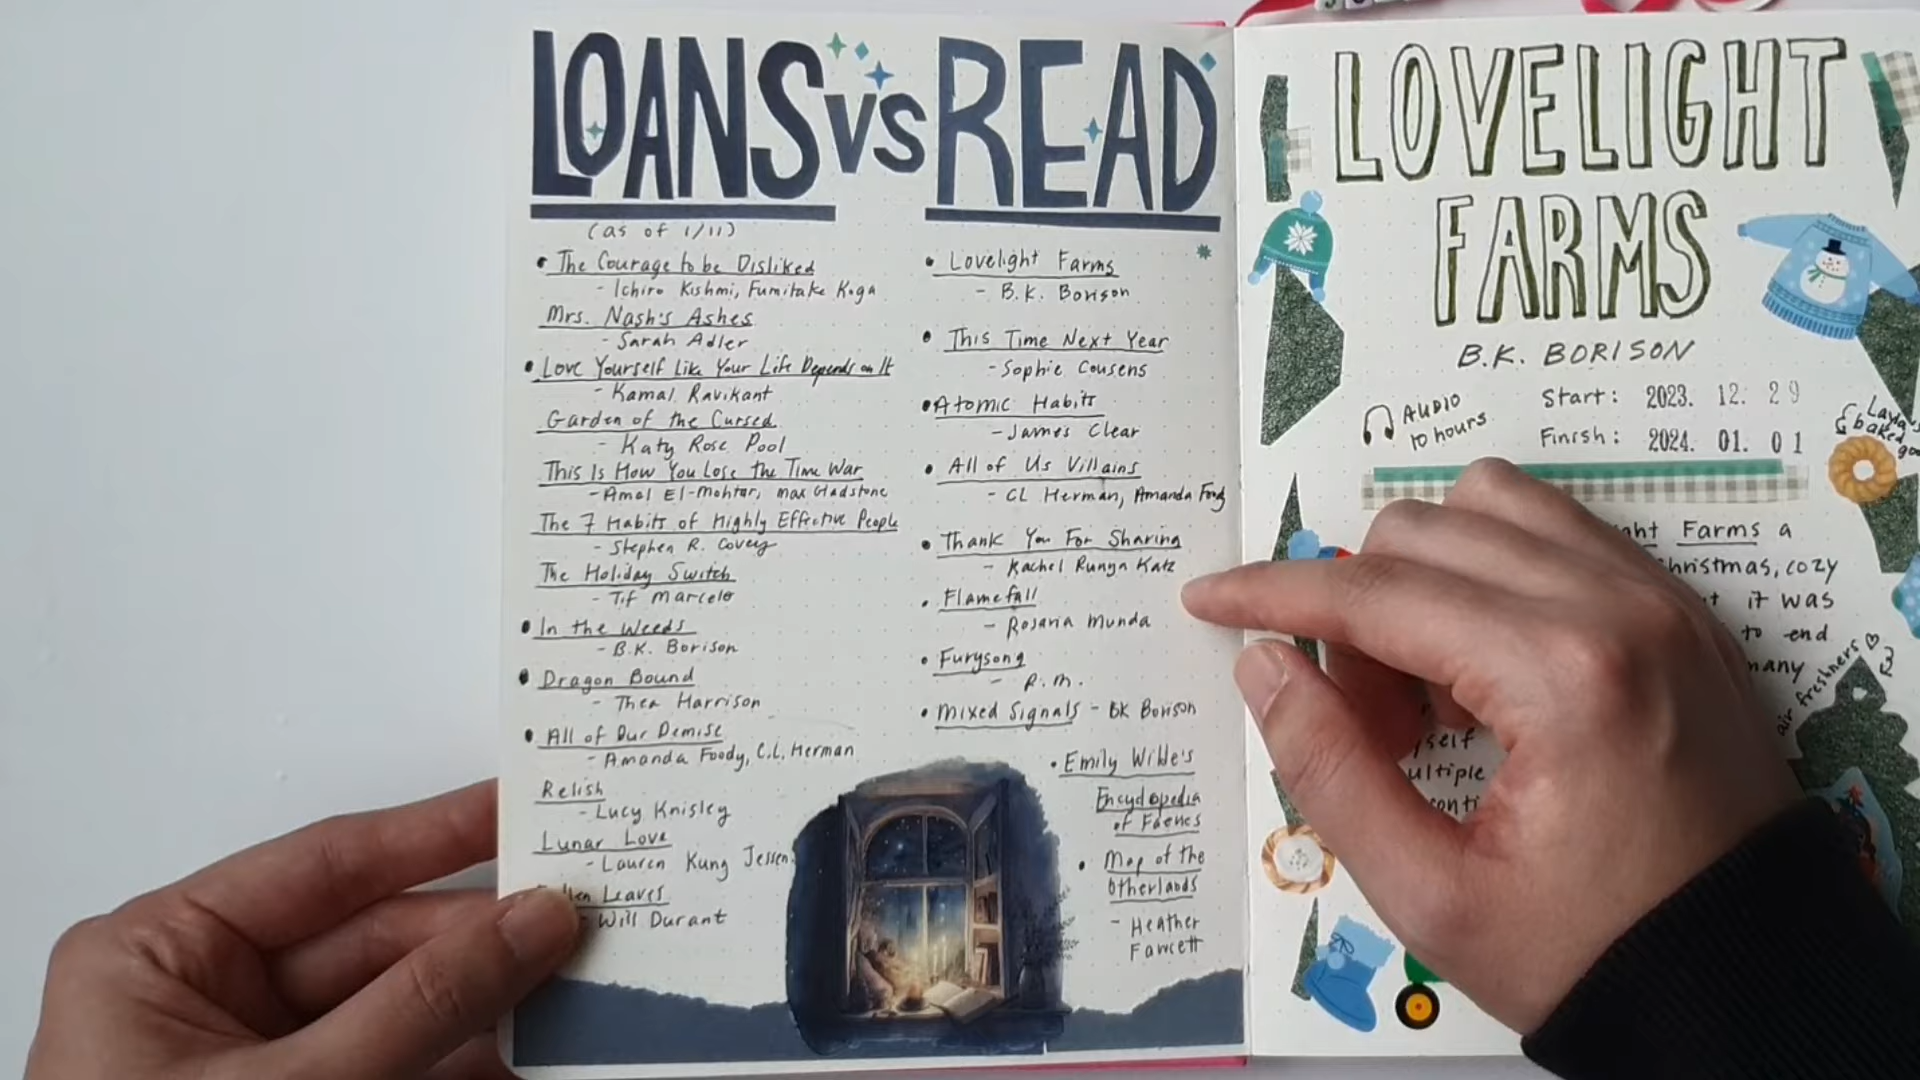 LOANS vs READ
(as of 1/11)
The Courage to be Disliked
- Ichiro Kishmi, Fumitake Koga
Mrs. Nash's Ashes
- Sarah Adler
Love Yourself Like Your Life Depends on It
- Kamal Ravikant
Garden of the Cursed
- Katy Rose Pool
This Is How You Lose the Time War
- Amal El-Mohtar, Max Gladstone
The 7 Habits of Highly Effective People
- Stephen R. Covey
The Holiday Switch
- Tif Marcelo
In the Weeds
- B.K. Borison
Dragon Bound
- Thea Harrison
All of Our Demise
- Amanda Foody, C.L. Herman
Relish
- Lucy Knisley
Lunar Love
- Lauren Kung Jessen
Leaves
- Will Durant
Lovelight Farms
- B.K. Borison
This Time Next Year
- Sophie Cousens
Atomic Habits
- James Clear
All of Us Villains
- CL Herman, Amanda Foody
Thank You For Sharing
- Rachel Runya Katz
Flamefall
- Rosaria Munda
Furysong
- R.M.
Mixed Signals - BK Borison
Emily Wilde's
Encyclopedia
of Faeries
Map of the
Otherlands
- Heather
Fawcett
LOVELIGHT
FARMS
B.K. BORISON
AUDIO
10 hours
Start: 2023. 12. 29
Finish: 2024. 01. 01
Layla's
baked
Farms a
Christmas, cozy
it was
to end
many
air fresheners